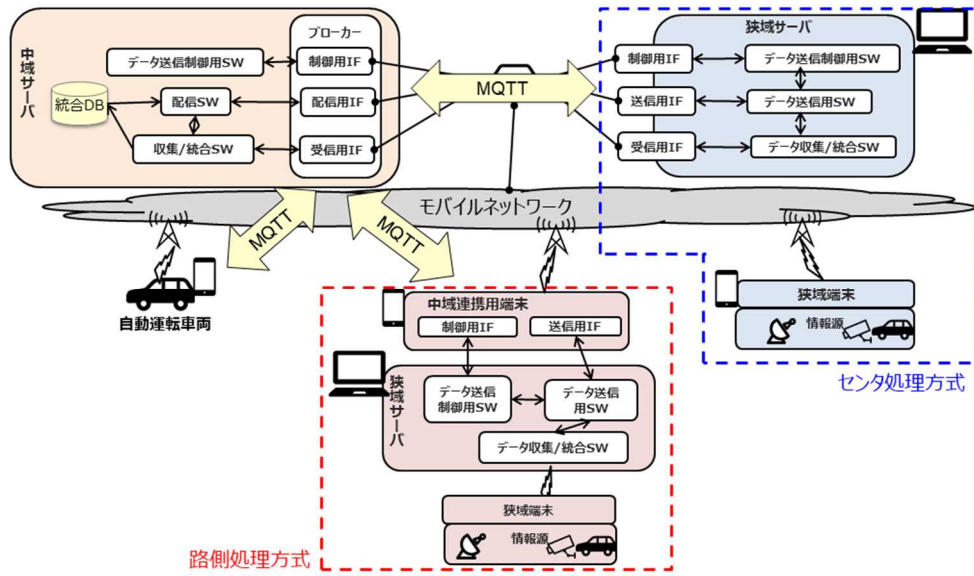 中域サーバ
ブローカー
データ送信制御用SW
制御用IF
統合DB
配信SW
配信用IF
収集/統合SW
受信用IF
MQTT
狭域サーバ
制御用IF
データ送信制御用SW
送信用IF
データ送信用SW
受信用IF
データ収集/統合SW
モバイルネットワーク
MQTT
MQTT
自動運転車両
中域連携用端末
制御用IF
送信用IF
狭域サーバ
データ送信
制御用SW
データ送信
用SW
データ収集/統合SW
狭域端末
情報源
路側処理方式
狭域端末
情報源
センタ処理方式